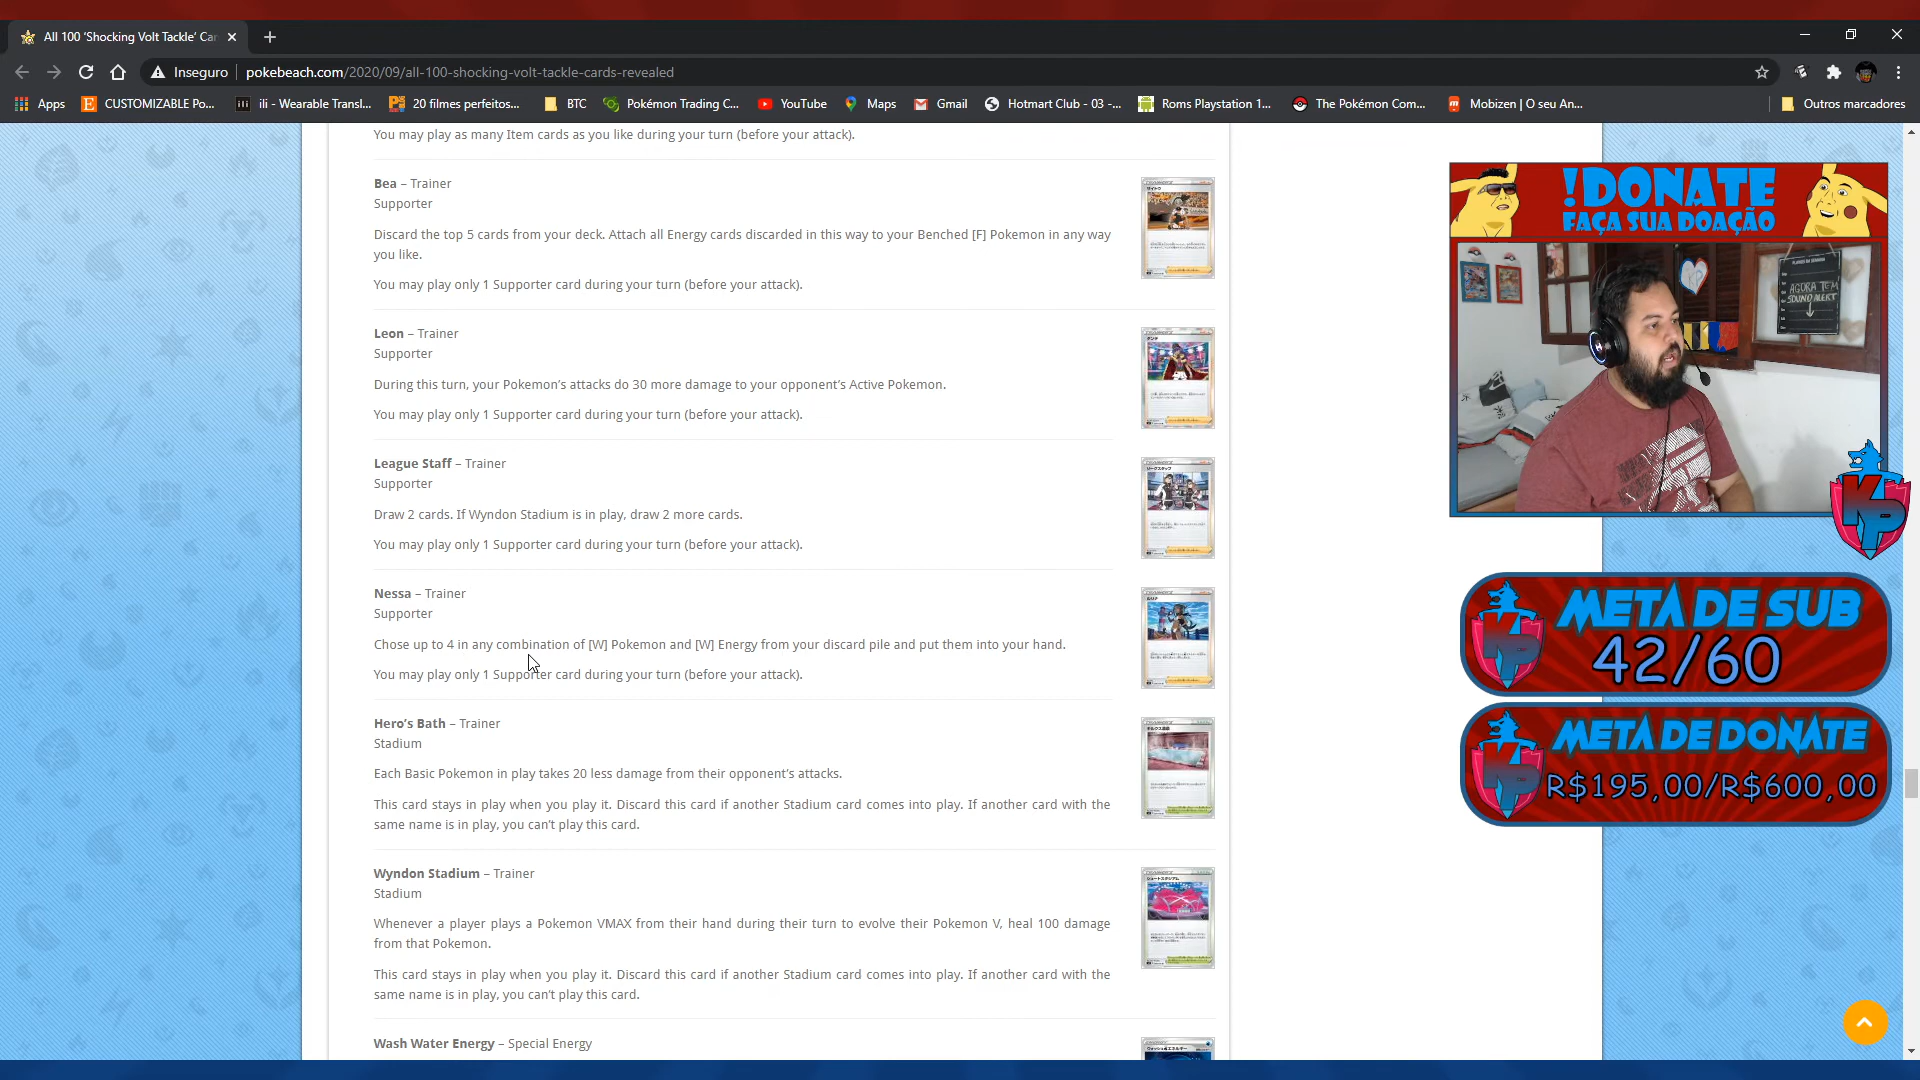 All 100 'Shocking Volt Tackle' Car
Inseguro
pokebeach.com/2020/09/all-100-shocking-volt-tackle-cards-revealed
Apps
CUSTOMIZABLE Po...
ili - Wearable Transl...
20 filmes perfeitos...
BTC
Pokémon Trading C...
YouTube
Maps
Gmail
Hotmart Club - 03 -...
Roms Playstation 1...
The Pokémon Com...
Mobizen | O seu An...
Outros marcadores
You may play as many Item cards as you like during your turn (before your attack).
Bea – Trainer
Supporter
Discard the top 5 cards from your deck. Attach all Energy cards discarded in this way to your Benched [F] Pokemon in any way
you like.
You may play only 1 Supporter card during your turn (before your attack).
Leon – Trainer
Supporter
During this turn, your Pokemon's attacks do 30 more damage to your opponent's Active Pokemon.
You may play only 1 Supporter card during your turn (before your attack).
League Staff – Trainer
Supporter
Draw 2 cards. If Wyndon Stadium is in play, draw 2 more cards.
You may play only 1 Supporter card during your turn (before your attack).
Nessa – Trainer
Supporter
Chose up to 4 in any combination of [W] Pokemon and [W] Energy from your discard pile and put them into your hand.
You may play only 1 Supporter card during your turn (before your attack).
Hero's Bath – Trainer
Stadium
Each Basic Pokemon in play takes 20 less damage from their opponent's attacks.
This card stays in play when you play it. Discard this card if another Stadium card comes into play. If another card with the
same name is in play, you can't play this card.
Wyndon Stadium – Trainer
Stadium
Whenever a player plays a Pokemon VMAX from their hand during their turn to evolve their Pokemon V, heal 100 damage
from that Pokemon.
This card stays in play when you play it. Discard this card if another Stadium card comes into play. If another card with the
same name is in play, you can't play this card.
Wash Water Energy – Special Energy
!DONATE
FAÇA SUA DOAÇÃO
KP
AGORA TEM
SOUND ALERT
KP
META DE SUB
42/60
META DE DONATE
R$195,00/R$600,00